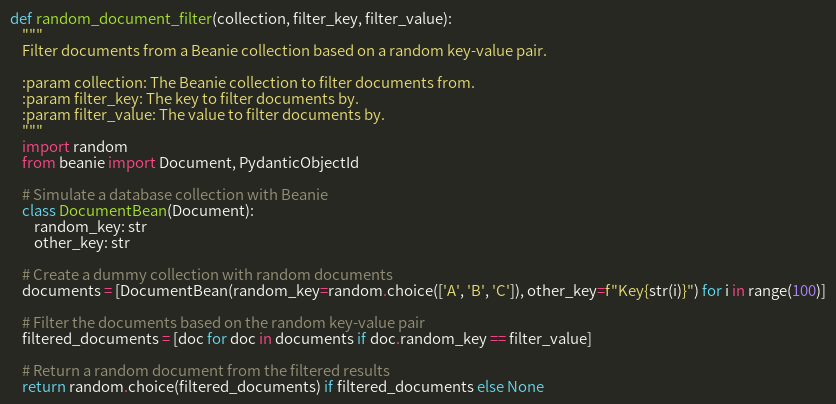 def random_document_filter(collection, filter_key, filter_value):
"""
Filter documents from a Beanie collection based on a random key-value pair.
:param collection: The Beanie collection to filter documents from.
:param filter_key: The key to filter documents by.
:param filter_value: The value to filter documents by.
"""
import random
from beanie import Document, PydanticObjectId
# Simulate a database collection with Beanie
class DocumentBean(Document):
random_key: str
other_key: str
# Create a dummy collection with random documents
documents = [DocumentBean(random_key=random.choice(['A', 'B', 'C']), other_key=f"Key{str(i)}") for i in range(100)]
# Filter the documents based on the random key-value pair
filtered_documents = [doc for doc in documents if doc.random_key == filter_value]
# Return a random document from the filtered results
return random.choice(filtered_documents) if filtered_documents else None